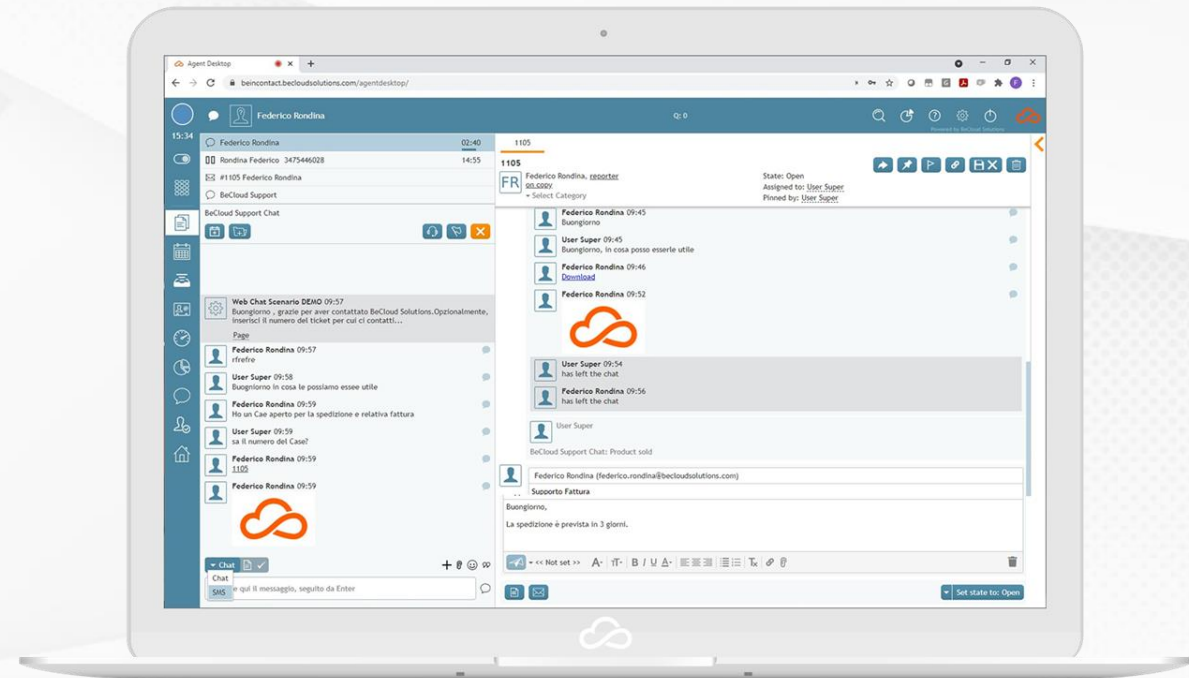 Agent Desktop
beincontact.becloudsolutions.com/agentdesktop/
Federico Rondina
Q: 0
Powered by BeCloud Solutions
15:34
Federico Rondina 02:40
Rondina Federico 3475446028 14:55
#1105 Federico Rondina
BeCloud Support
BeCloud Support Chat
Web Chat Scenario DEMO 09:57
Buongiorno , grazie per aver contattato BeCloud Solutions.Opzionalmente,
inserisci il numero del ticket per cui ci contatti...
Page
Federico Rondina 09:57
rfrefre
User Super 09:58
Buogniorno in cosa le possiamo essee utile
Federico Rondina 09:59
Ho un Cae aperto per la spedizione e relativa fattura
User Super 09:59
sa il numero del Case?
Federico Rondina 09:59
1105
Federico Rondina 09:59
Chat
Chat
SMS
e qui il messaggio, seguito da Enter
1105
1105
FR
Federico Rondina, reporter
on copy
Select Category
State: Open
Assigned to: User Super
Pinned by: User Super
Federico Rondina 09:45
Buongiorno
User Super 09:45
Buongiorno, in cosa posso esserle utile
Federico Rondina 09:46
Download
Federico Rondina 09:52
User Super 09:54
has left the chat
Federico Rondina 09:56
has left the chat
User Super
BeCloud Support Chat: Product sold
Federico Rondina (federico.rondina@becloudsolutions.com)
Supporto Fattura
Buongiorno,
La spedizione è prevista in 3 giorni.
<< Not set >>
Set state to: Open